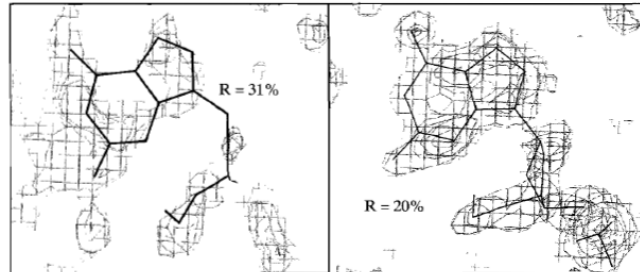 R = 31%
R = 20%